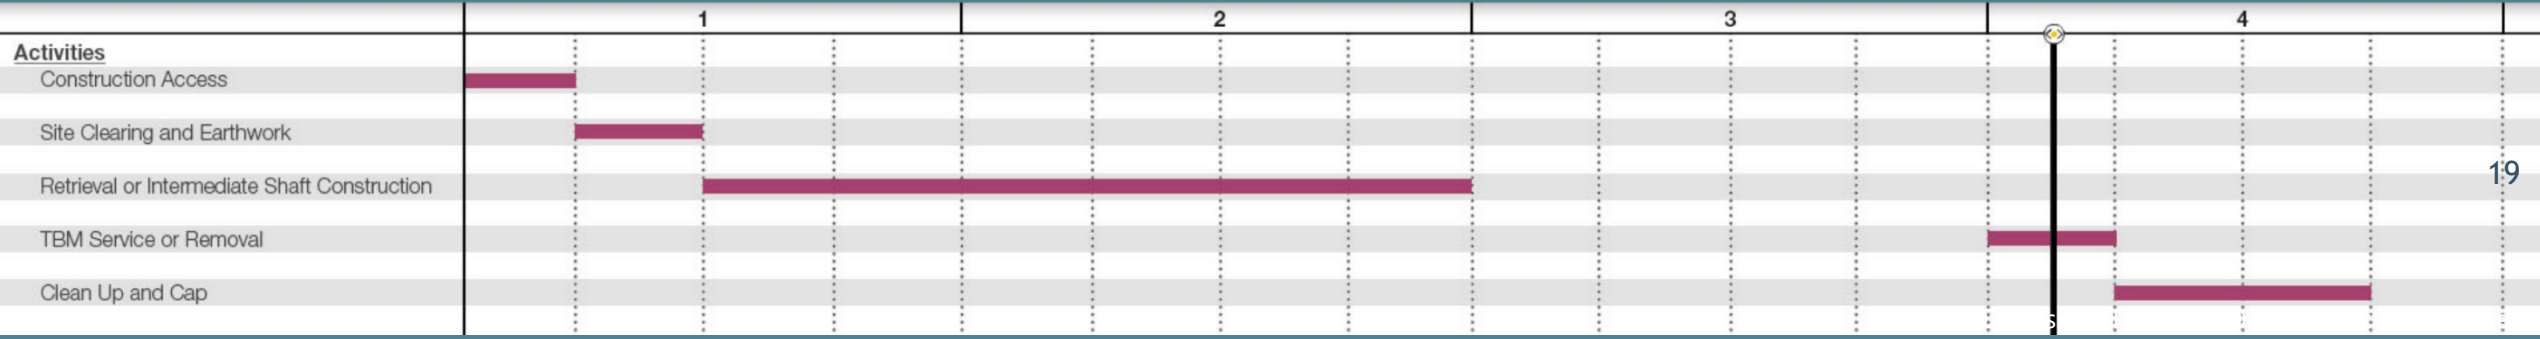 1 2 3 4
Activities
Construction Access
Site Clearing and Earthwork
Retrieval or Intermediate Shaft Construction
19
TBM Service or Removal
Clean Up and Cap